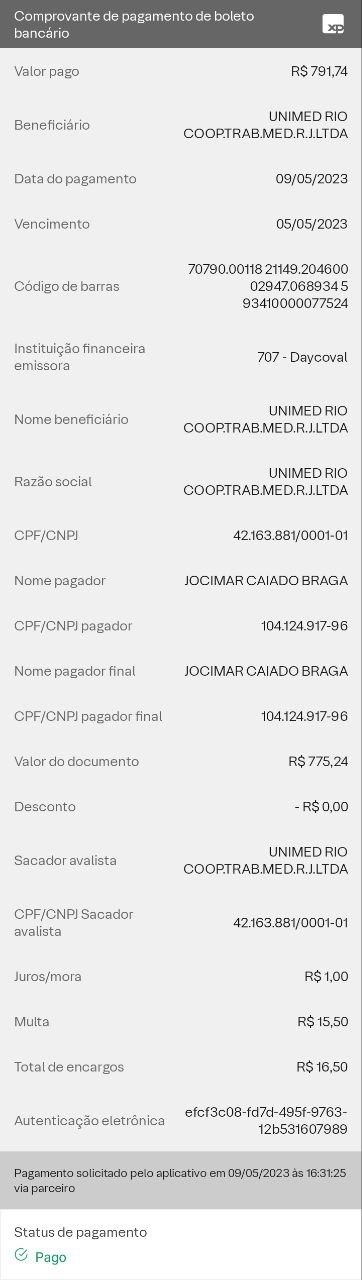 Comprovante de pagamento de boleto
bancário
xp
Valor pago R$ 791,74
Beneficiário UNIMED RIO
COOP.TRAB.MED.R.J.LTDA
Data do pagamento 09/05/2023
Vencimento 05/05/2023
Código de barras 70790.00118 21149.204600
02947.068934 5
93410000077524
Instituição financeira
emissora 707 - Daycoval
Nome beneficiário UNIMED RIO
COOP.TRAB.MED.R.J.LTDA
Razão social UNIMED RIO
COOP.TRAB.MED.R.J.LTDA
CPF/CNPJ 42.163.881/0001-01
Nome pagador JOCIMAR CAIADO BRAGA
CPF/CNPJ pagador 104.124.917-96
Nome pagador final JOCIMAR CAIADO BRAGA
CPF/CNPJ pagador final 104.124.917-96
Valor do documento R$ 775,24
Desconto - R$ 0,00
Sacador avalista UNIMED RIO
COOP.TRAB.MED.R.J.LTDA
CPF/CNPJ Sacador
avalista 42.163.881/0001-01
Juros/mora R$ 1,00
Multa R$ 15,50
Total de encargos R$ 16,50
Autenticação eletrônica efcf3c08-fd7d-495f-9763-
12b531607989
Pagamento solicitado pelo aplicativo em 09/05/2023 às 16:31:25
via parceiro
Status de pagamento
Pago